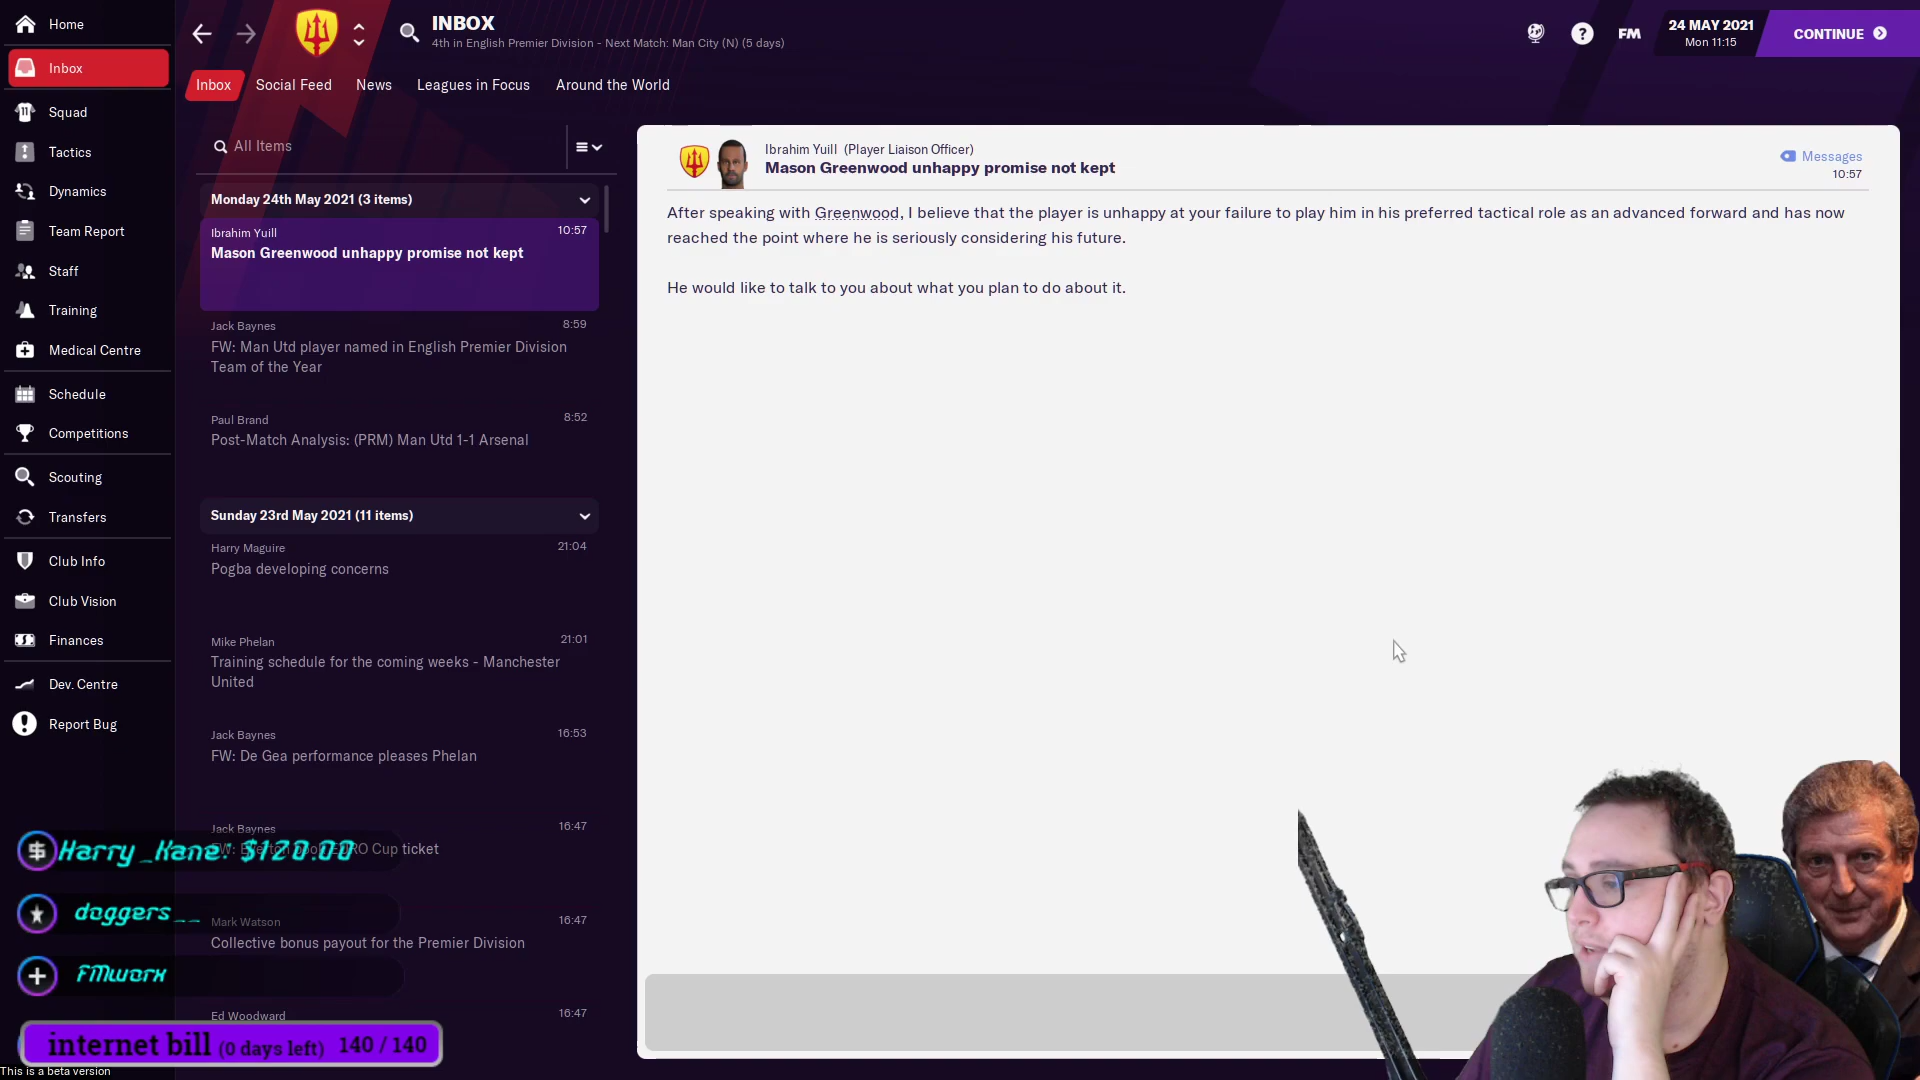 Home
Inbox
Squad
Tactics
Dynamics
Team Report
Staff
Training
Medical Centre
Schedule
Competitions
Scouting
Transfers
Club Info
Club Vision
Finances
Dev. Centre
Report Bug
INBOX
4th in English Premier Division - Next Match: Man City (N) (5 days)
?
FM
24 MAY 2021
Mon 11:15
CONTINUE
Inbox
Social Feed
News
Leagues in Focus
Around the World
All Items
Monday 24th May 2021 (3 items)
Ibrahim Yuill
10:57
Mason Greenwood unhappy promise not kept
Jack Baynes
8:59
FW: Man Utd player named in English Premier Division
Team of the Year
Paul Brand
8:52
Post-Match Analysis: (PRM) Man Utd 1-1 Arsenal
Sunday 23rd May 2021 (11 items)
Harry Maguire
21:04
Pogba developing concerns
Mike Phelan
21:01
Training schedule for the coming weeks - Manchester
United
Jack Baynes
16:53
FW: De Gea performance pleases Phelan
Jack Baynes
16:47
FW: Everton book EURO Cup ticket
Mark Watson
16:47
Collective bonus payout for the Premier Division
Ed Woodward
16:47
Ibrahim Yuill (Player Liaison Officer)
Mason Greenwood unhappy promise not kept
Messages
10:57
After speaking with Greenwood, I believe that the player is unhappy at your failure to play him in his preferred tactical role as an advanced forward and has now
reached the point where he is seriously considering his future.
He would like to talk to you about what you plan to do about it.
Harry_Kane: $120.00
daggers__
FMworx
internet bill (0 days left) 140 / 140
This is a beta version